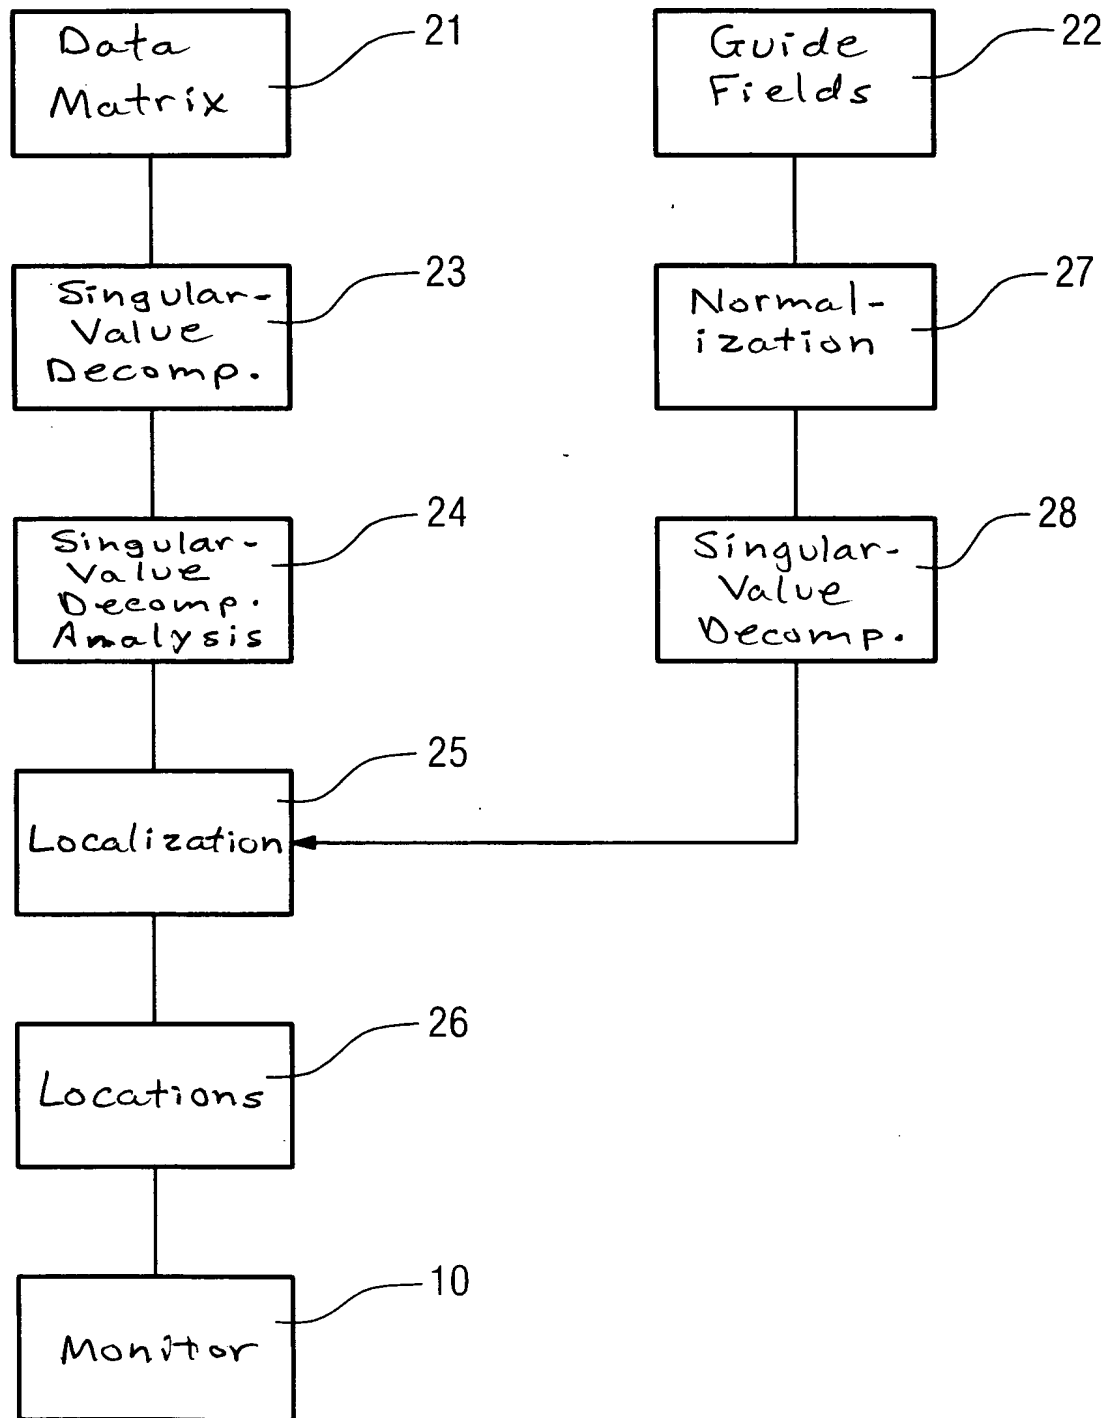 Data
Matrix
21
Guide
Fields
22
Singular-
Value
Decomp.
23
Normal-
ization
27
Singular-
Value
Decomp.
Analysis
24
Singular-
Value
Decomp.
28
Localization
25
Locations
26
Monitor
10